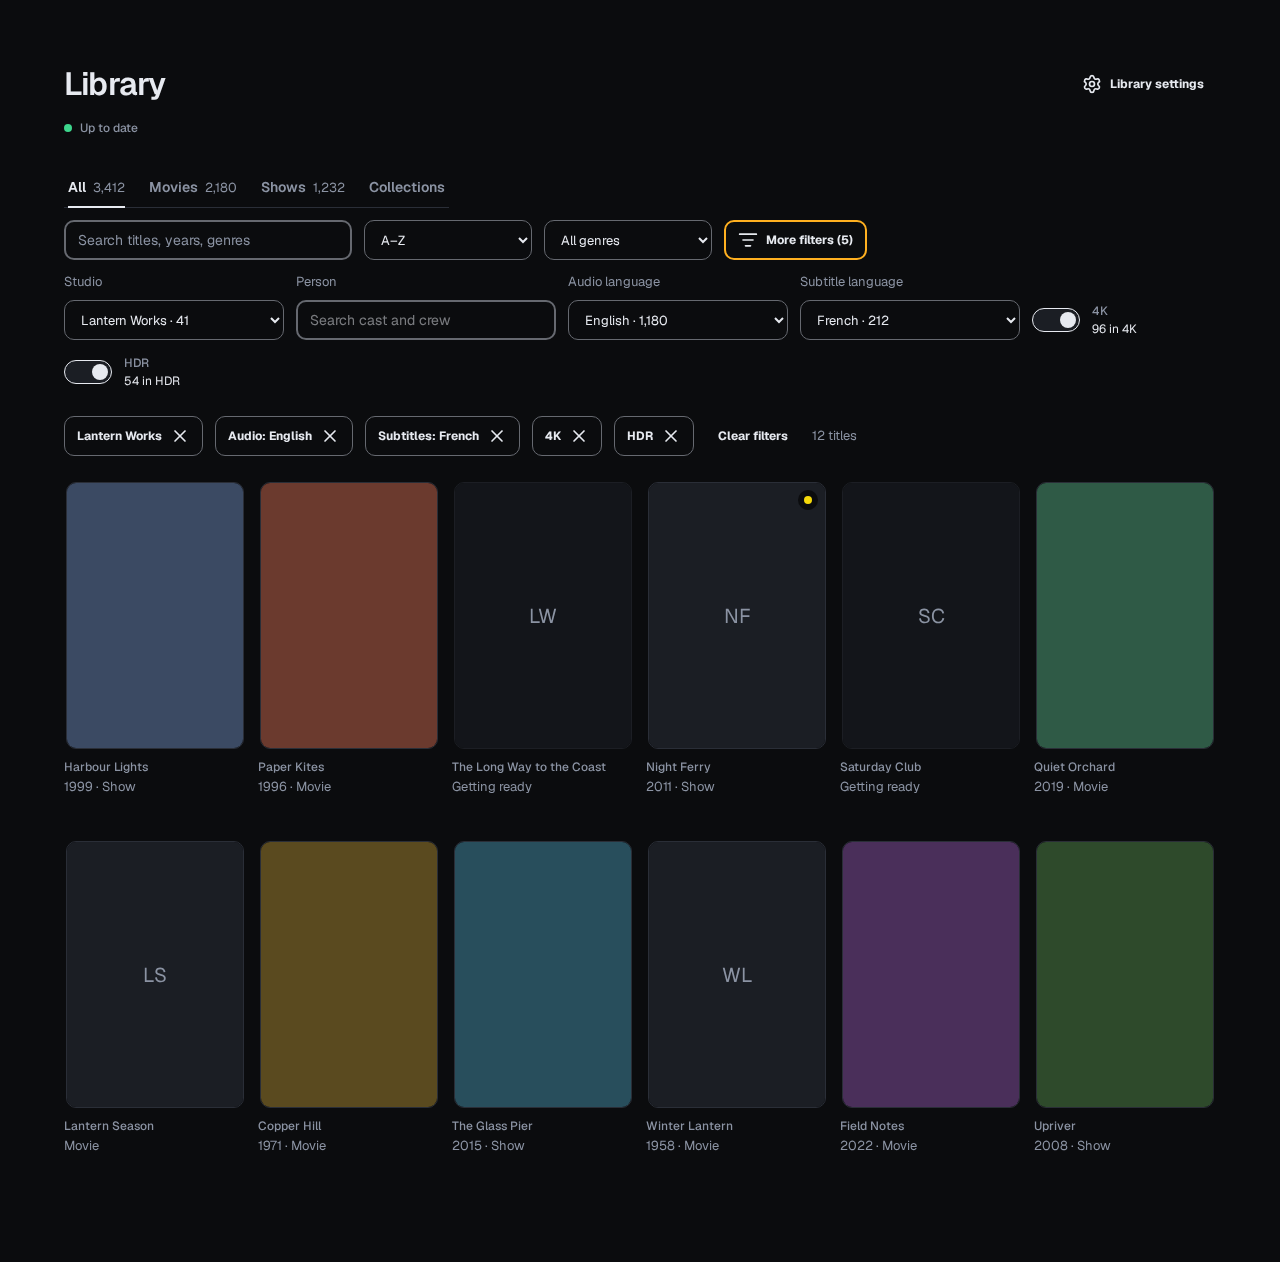 Library
Library settings
Up to date
All 3,412 Movies 2,180 Shows 1,232 Collections
Search titles, years, genres
A–Z
All genres
More filters (5)
Studio
Person
Audio language
Subtitle language
Lantern Works · 41
Search cast and crew
English · 1,180
French · 212
4K
96 in 4K
HDR
54 in HDR
Lantern Works
Audio: English
Subtitles: French
4K
HDR
Clear filters
12 titles
LW
NF
SC
Harbour Lights
1999 · Show
Paper Kites
1996 · Movie
The Long Way to the Coast
Getting ready
Night Ferry
2011 · Show
Saturday Club
Getting ready
Quiet Orchard
2019 · Movie
LS
WL
Lantern Season
Movie
Copper Hill
1971 · Movie
The Glass Pier
2015 · Show
Winter Lantern
1958 · Movie
Field Notes
2022 · Movie
Upriver
2008 · Show